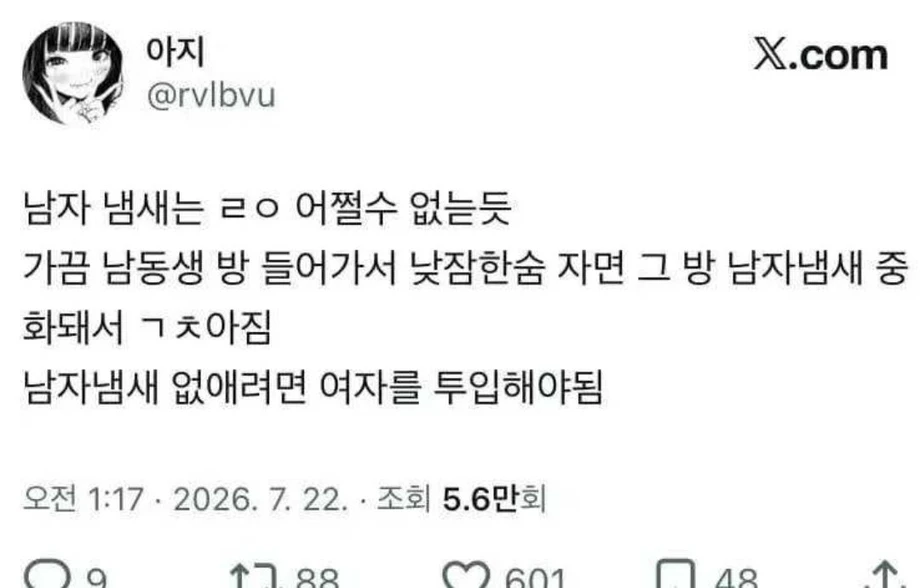 아지
𝕏.com
@rvlbvu
남자 냄새는 ㄹㅇ 어쩔수 없늗듯
가끔 남동생 방 들어가서 낮잠한숨 자면 그 방 남자냄새 중
화돼서 ㄱㅊ아짐
남자냄새 없애려면 여자를 투입해야됨
오전 1:17 · 2026. 7. 22. · 조회 5.6만회
9 88 601 48